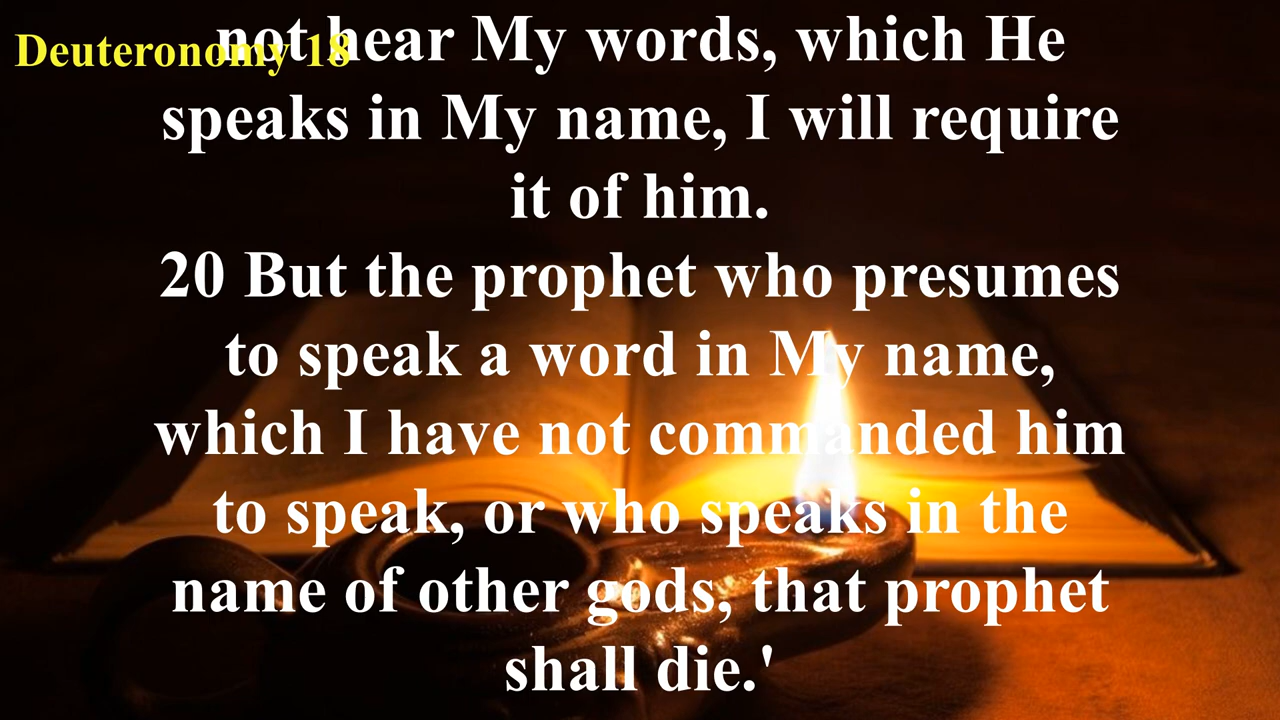 Deuteronomy 18
not hear My words, which He
speaks in My name, I will require
it of him.
20 But the prophet who presumes
to speak a word in My name,
which I have not commanded him
to speak, or who speaks in the
name of other gods, that prophet
shall die.'